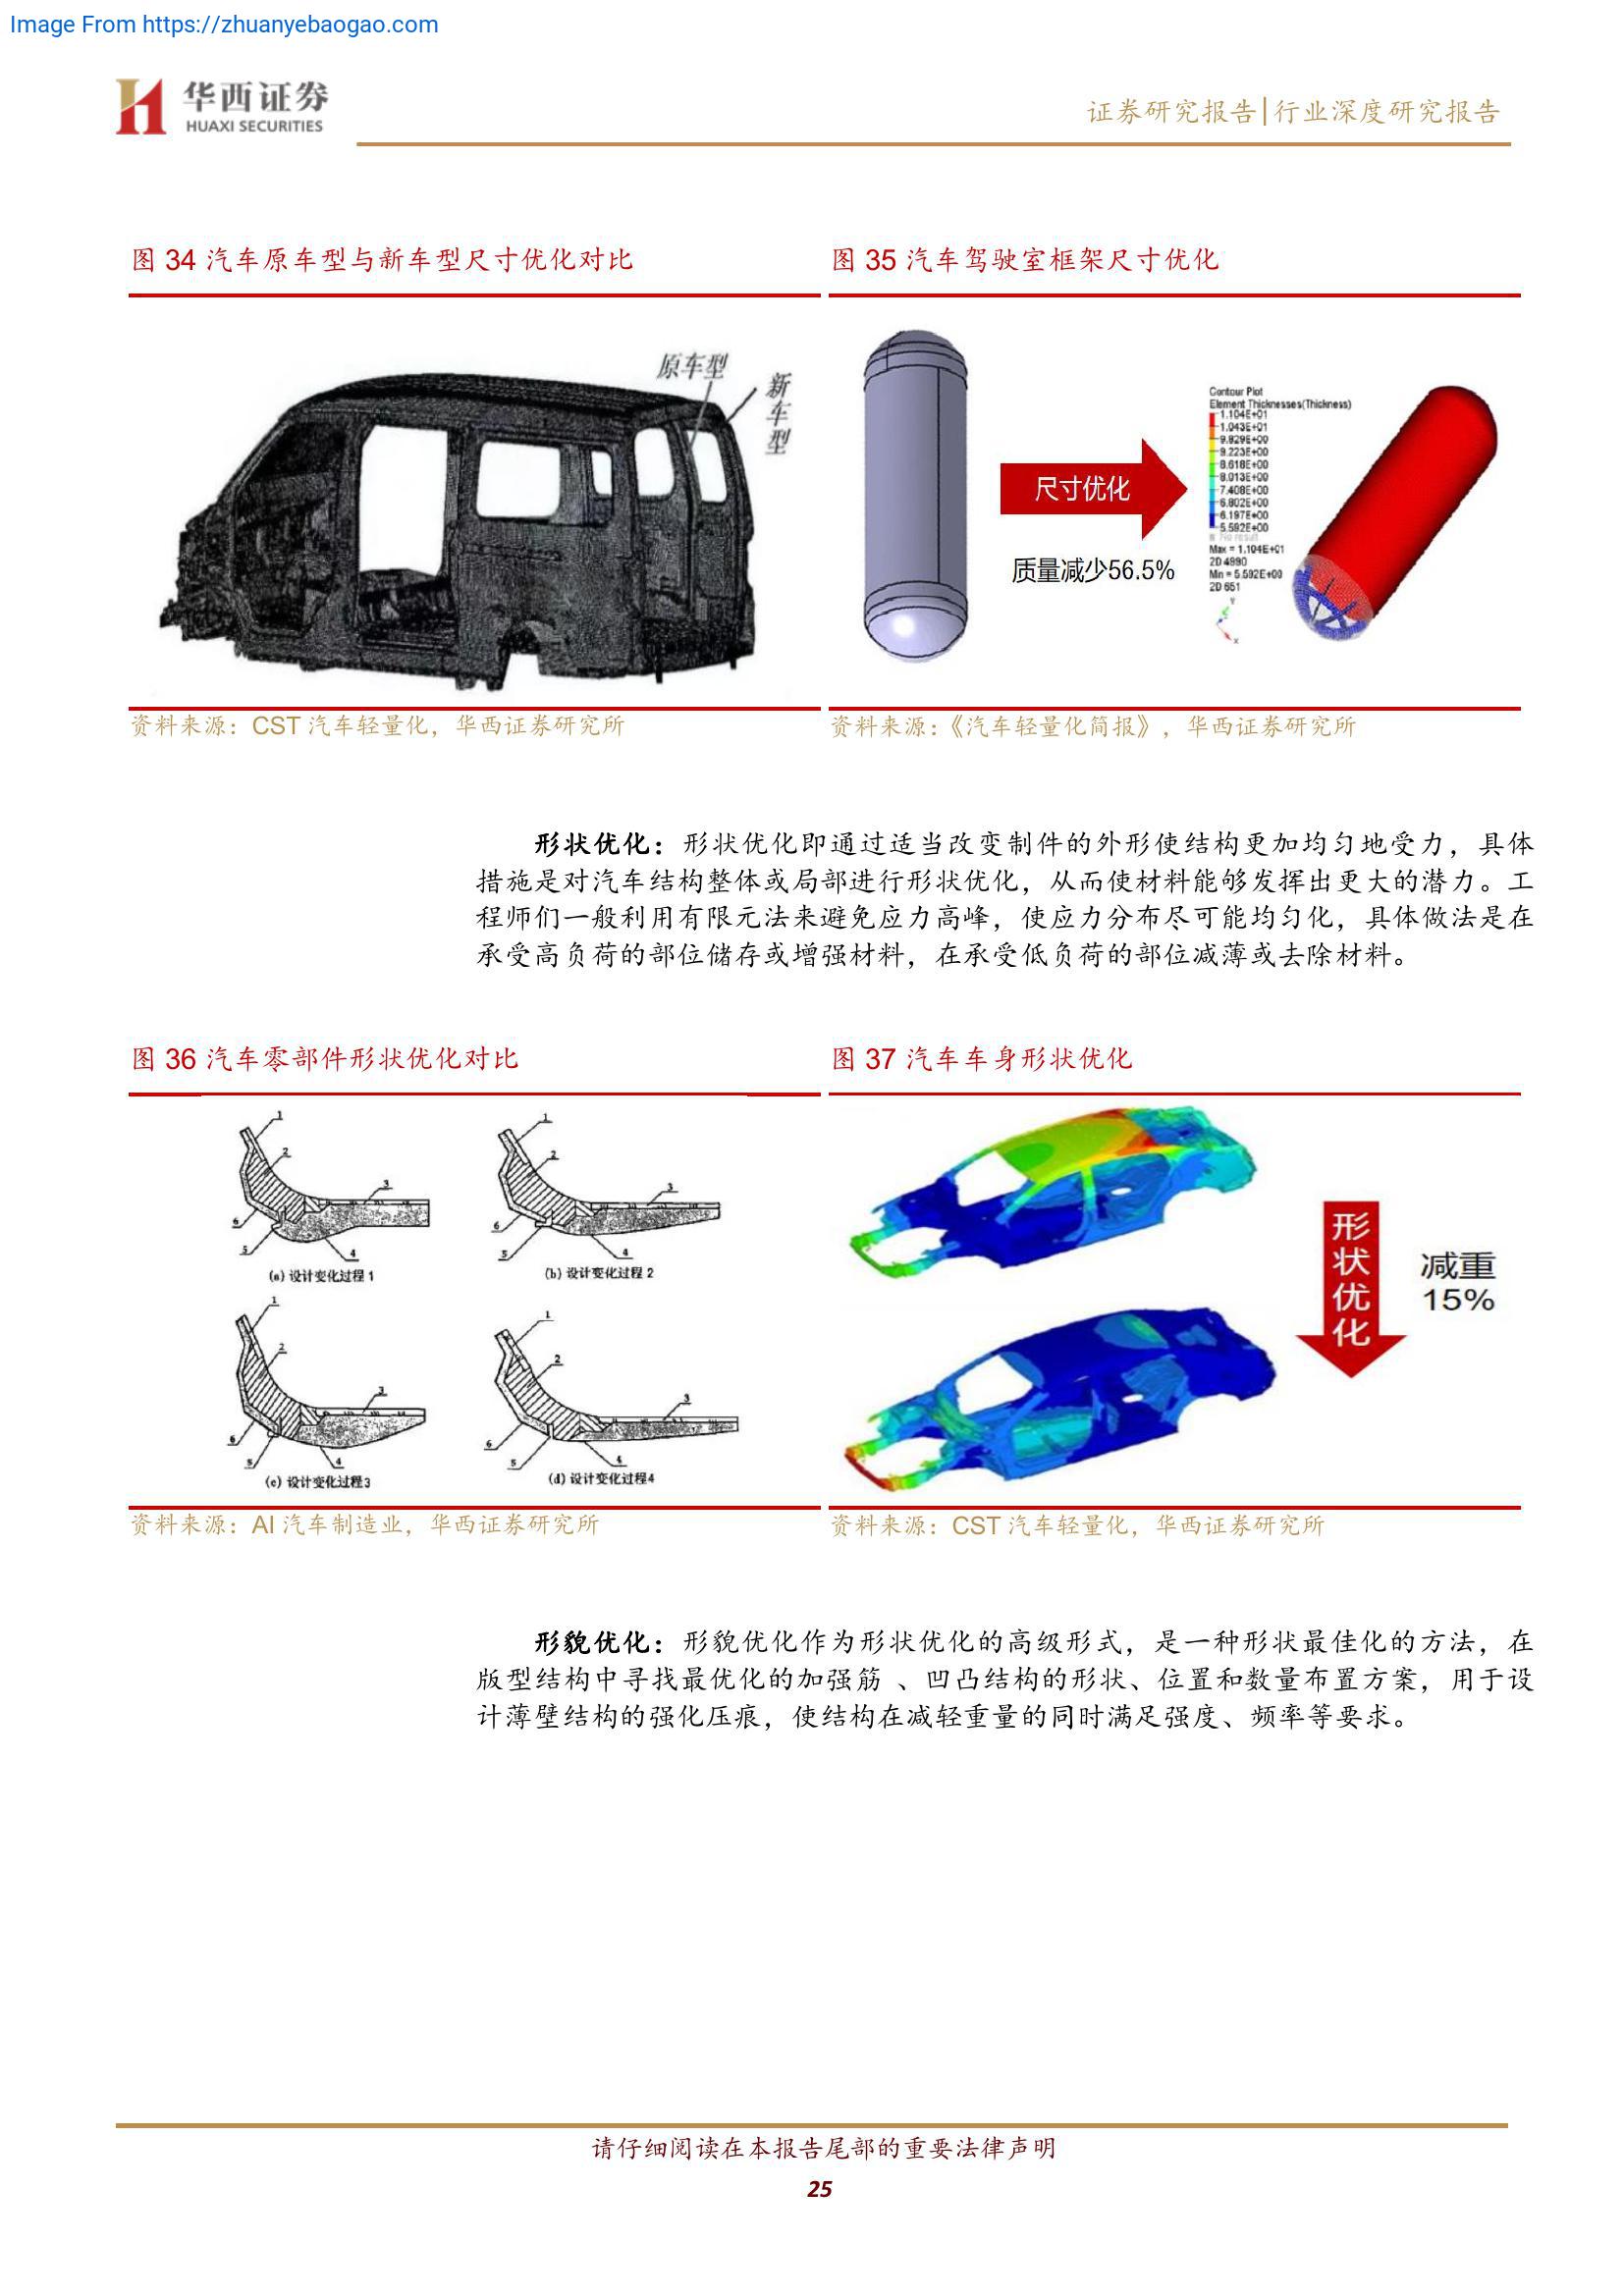 Image From https://zhuanyebaogao.com
华西证券
HUAXI SECURITIES
证券研究报告|行业深度研究报告
图 34 汽车原车型与新车型尺寸优化对比
图 35 汽车驾驶室框架尺寸优化
原车型
新车型
尺寸优化
质量减少56.5%
Contour Plot
Element Thicknesses(Thickness)
1.104E+01
1.043E+01
9.829E+00
9.223E+00
8.618E+00
8.013E+00
7.408E+00
6.802E+00
6.197E+00
5.592E+00
No result
Max = 1.104E+01
2D 4990
Min = 5.592E+00
2D 651
Y
X
资料来源：CST 汽车轻量化，华西证券研究所
资料来源：《汽车轻量化简报》，华西证券研究所
形状优化：形状优化即通过适当改变制件的外形使结构更加均匀地受力，具体
措施是对汽车结构整体或局部进行形状优化，从而使材料能够发挥出更大的潜力。工
程师们一般利用有限元法来避免应力高峰，使应力分布尽可能均匀化，具体做法是在
承受高负荷的部位储存或增强材料，在承受低负荷的部位减薄或去除材料。
图 36 汽车零部件形状优化对比
图 37 汽车车身形状优化
1
2
3
6
5
4
(a) 设计变化过程 1
1
2
3
6
5
4
(b) 设计变化过程 2
1
2
3
6
5
4
(c) 设计变化过程3
1
2
3
6
5
4
(d) 设计变化过程4
形状优化
减重
15%
资料来源：AI 汽车制造业，华西证券研究所
资料来源：CST 汽车轻量化，华西证券研究所
形貌优化：形貌优化作为形状优化的高级形式，是一种形状最佳化的方法，在
版型结构中寻找最优化的加强筋 、凹凸结构的形状、位置和数量布置方案，用于设
计薄壁结构的强化压痕，使结构在减轻重量的同时满足强度、频率等要求。
请仔细阅读在本报告尾部的重要法律声明
25